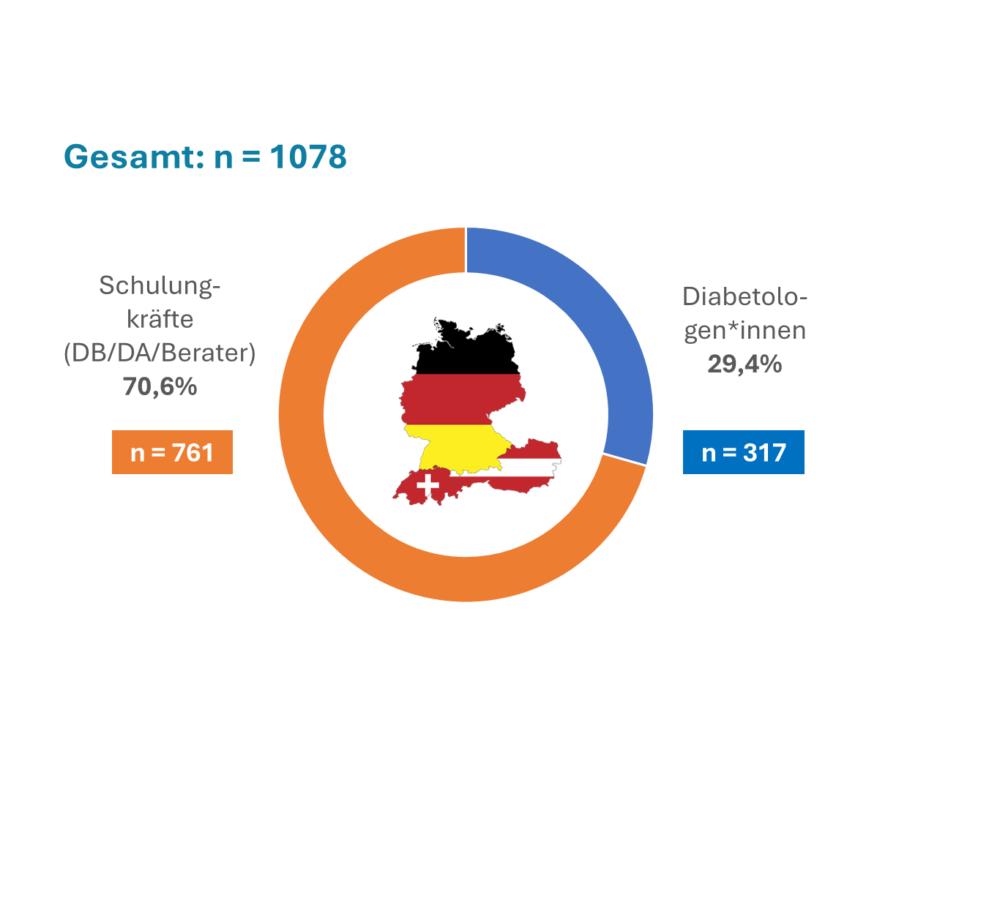 Gesamt: n = 1078
Schulung-
kräfte
(DB/DA/Berater)
70,6%
n = 761
Diabetolo-
gen*innen
29,4%
n = 317